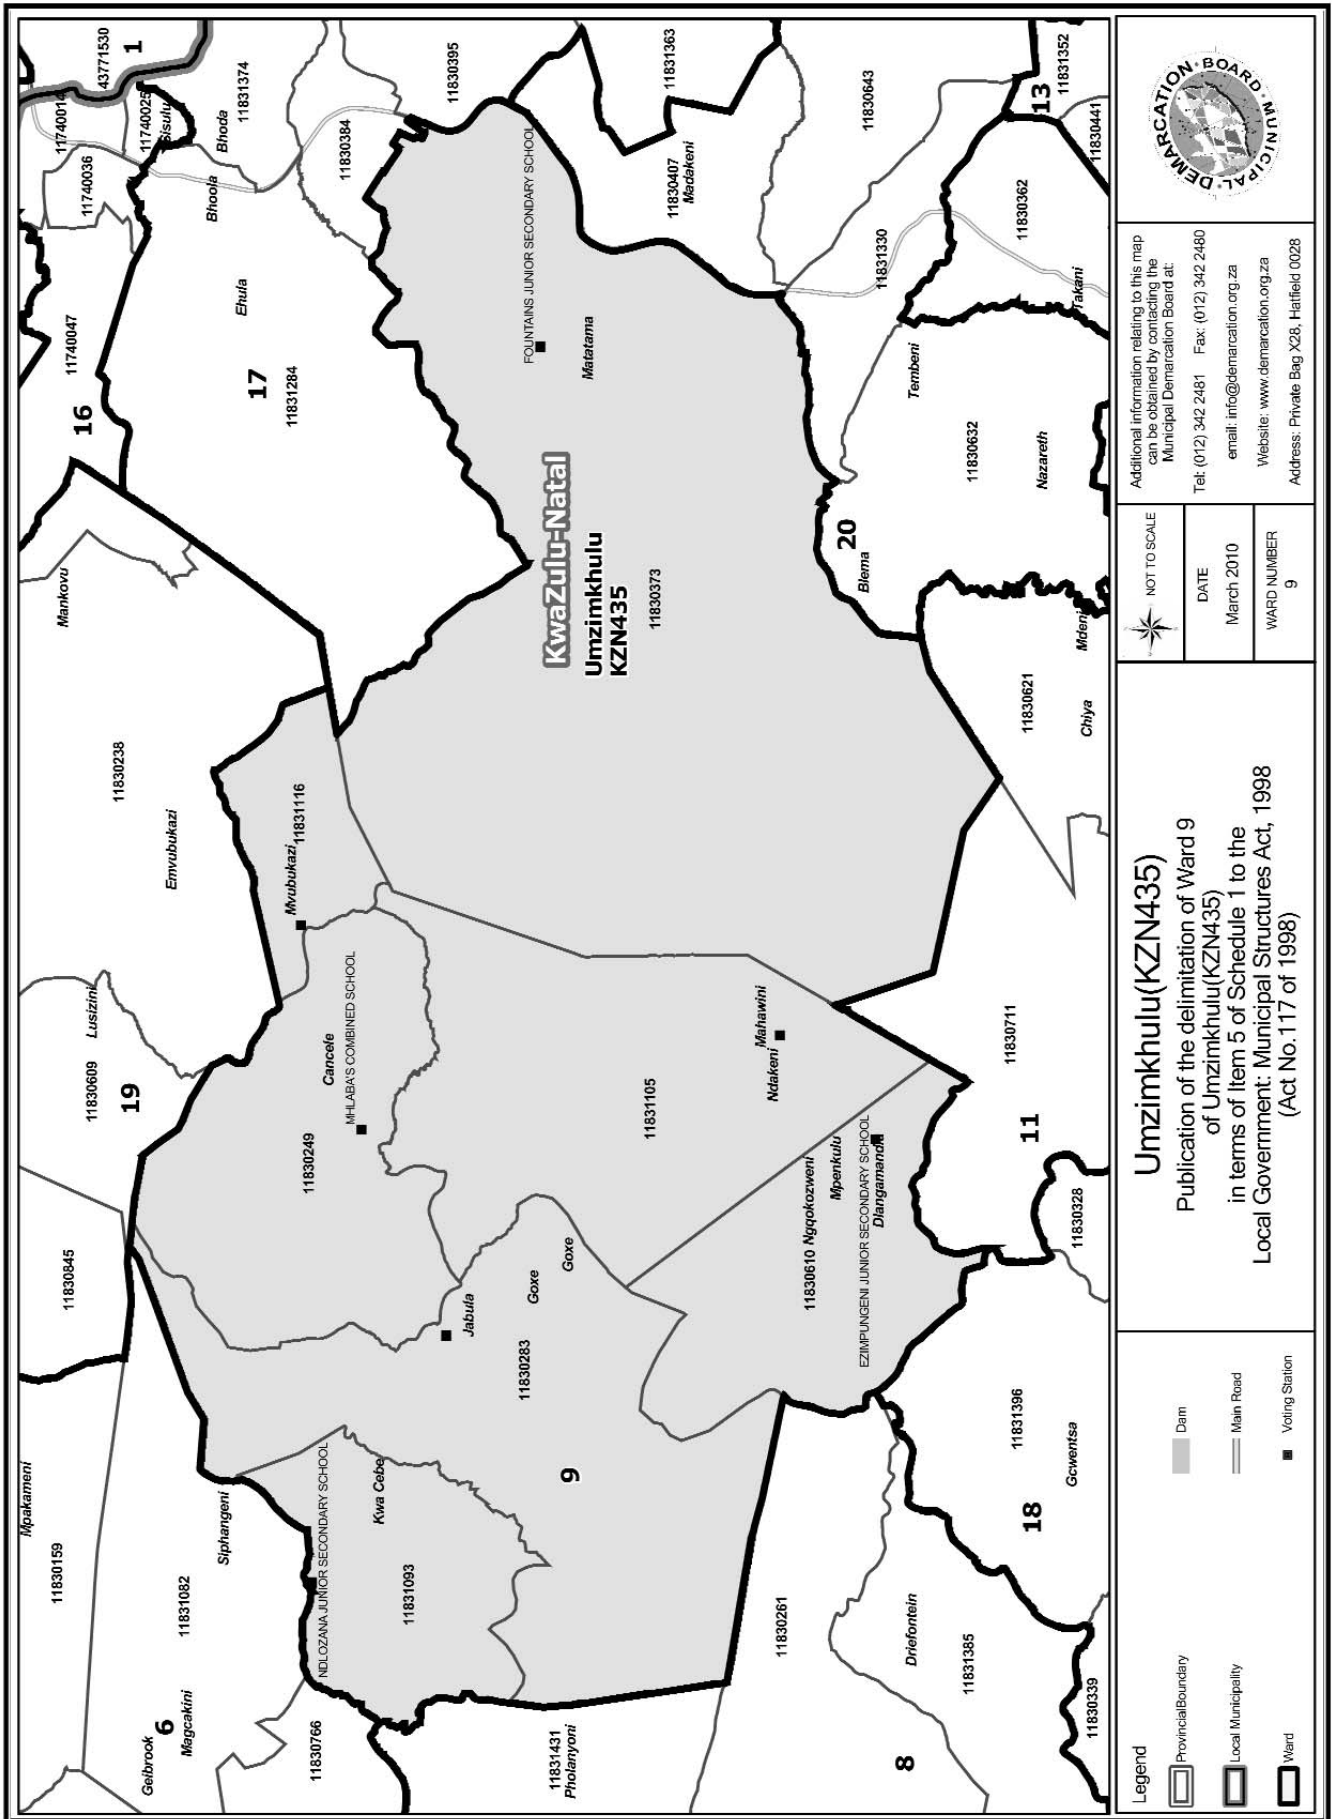 Mpakameni
11830159
11830845
11830609
Lusizini
19
11830238
Emvubukazi
Mankovu
16
11740047
11740036
11740014
43771530
1
11740025
Sisulu
Bhoda
11831374
Bhoola
Ehula
17
11831284
11830384
11830395
11831363
Geibrook
6
Magcakini
11831082
Siphangeni
11830766
NDLOZANA JUNIOR SECONDARY SCHOOL
Kwa Cebe
11831093
11830249
Cancele
MHLABA'S COMBINED SCHOOL
Mvubukazi
11831116
Jabula
Goxe
Goxe
11830283
9
KwaZulu-Natal
Umzimkhulu
KZN435
11830373
FOUNTAINS JUNIOR SECONDARY SCHOOL
Matatama
11830407
Madakeni
11831431
Pholanyoni
11831105
Ndakeni
Mahawini
11830610
Ngqokozweni
Mpenkulu
EZIMPUNGENI JUNIOR SECONDARY SCHOOL
Dlangamandla
11830261
20
Blema
11831330
11830643
Tembeni
8
Driefontein
11831385
11830339
18
11831396
Gcwentsa
11830328
11
11830711
11830621
Chiya
Mdeni
11830632
Nazareth
Takani
11830362
13
11831352
11830441
Legend
ProvincialBoundary
Local Municipality
Ward
Dam
Main Road
Voting Station
Umzimkhulu(KZN435)
Publication of the delimitation of Ward 9
of Umzimkhulu(KZN435)
in terms of Item 5 of Schedule 1 to the
Local Government: Municipal Structures Act, 1998
(Act No.117 of 1998)
NOT TO SCALE
DATE
March 2010
WARD NUMBER
9
Additional information relating to this map
can be obtained by contacting the
Municipal Demarcation Board at:
Tel: (012) 342 2481 Fax: (012) 342 2480
email: info@demarcation.org.za
Website: www.demarcation.org.za
Address: Private Bag X28, Hatfield 0028
MUNICIPAL DEMARCATION BOARD